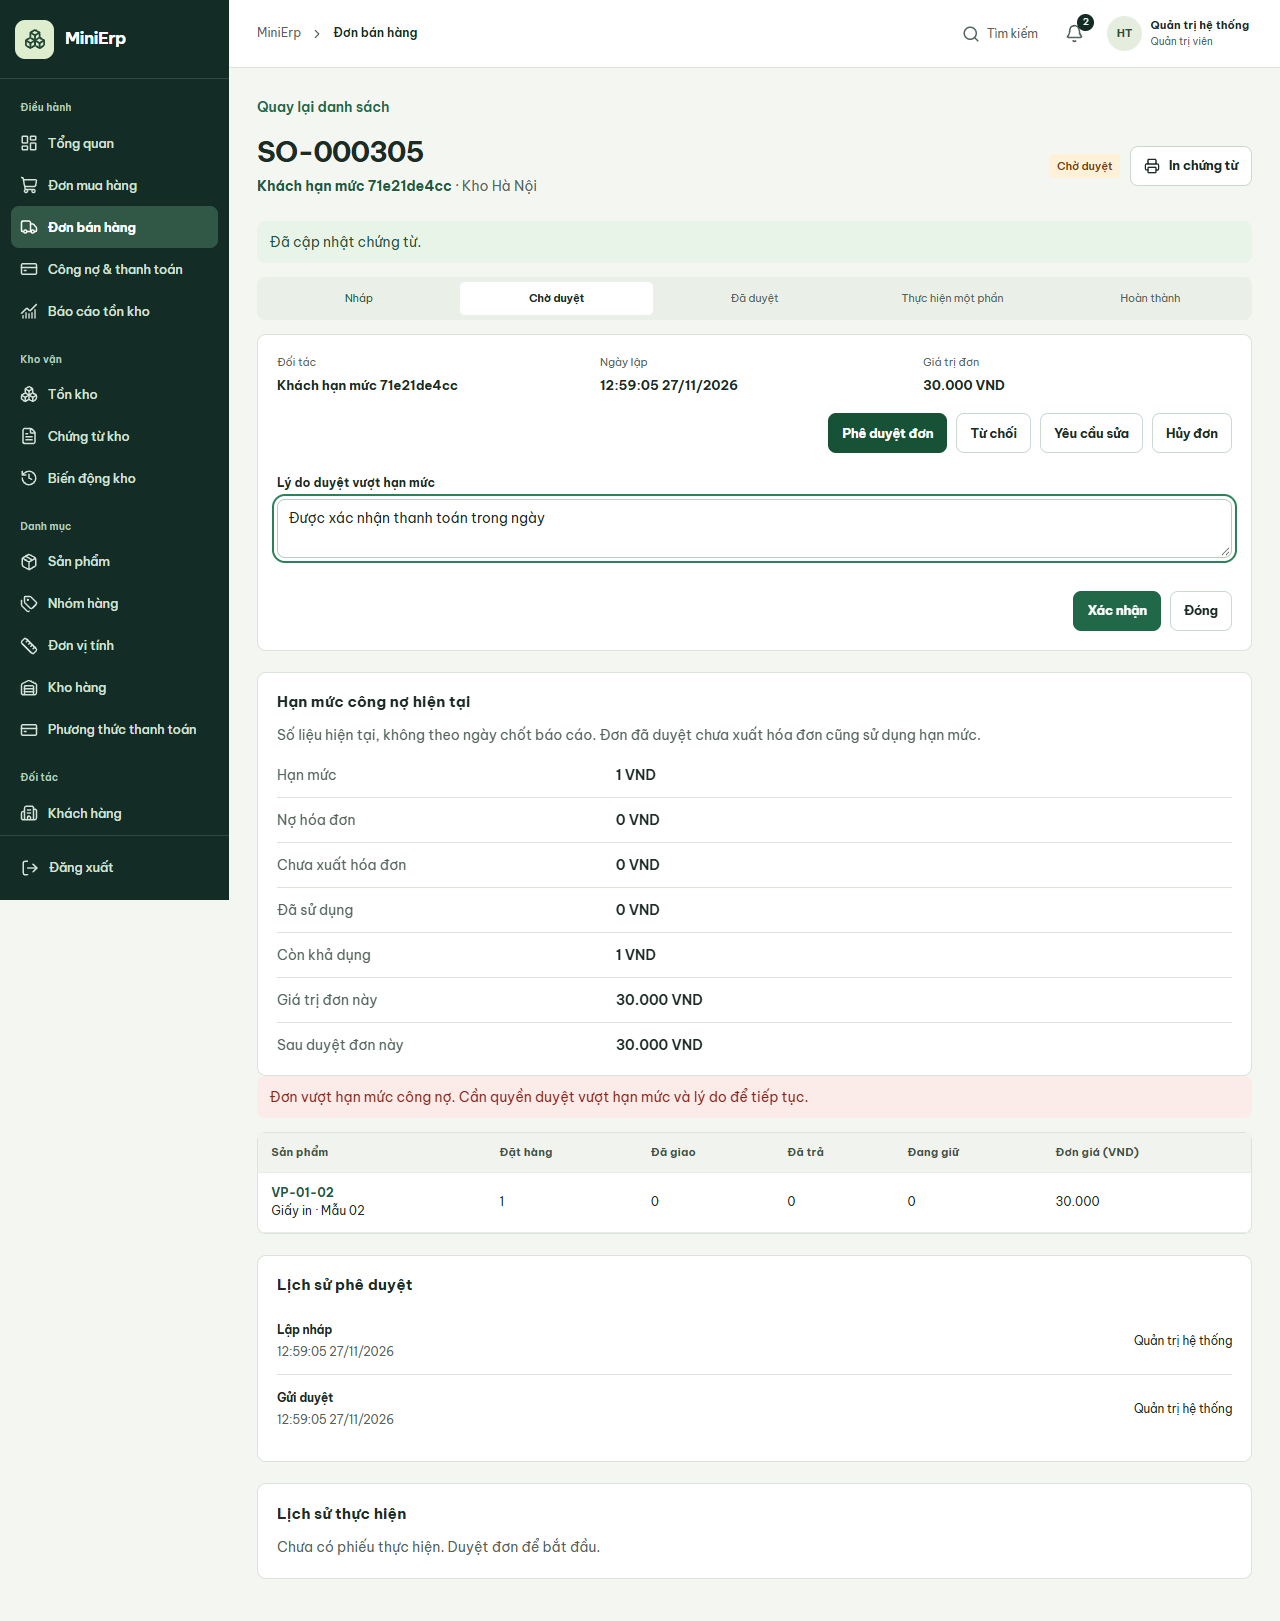 MiniErp
Điều hành
Tổng quan
Đơn mua hàng
Đơn bán hàng
Công nợ & thanh toán
Báo cáo tồn kho
Kho vận
Tồn kho
Chứng từ kho
Biến động kho
Danh mục
Sản phẩm
Nhóm hàng
Đơn vị tính
Kho hàng
Phương thức thanh toán
Đối tác
Khách hàng
Đăng xuất
MiniErp > Đơn bán hàng
Tìm kiếm
2
HT
Quản trị hệ thống
Quản trị viên
Quay lại danh sách
SO-000305
Khách hạn mức 71e21de4cc · Kho Hà Nội
Chờ duyệt
In chứng từ
Đã cập nhật chứng từ.
Nháp Chờ duyệt Đã duyệt Thực hiện một phần Hoàn thành
Đối tác Ngày lập Giá trị đơn
Khách hạn mức 71e21de4cc 12:59:05 27/11/2026 30.000 VND
Phê duyệt đơn Từ chối Yêu cầu sửa Hủy đơn
Lý do duyệt vượt hạn mức
Được xác nhận thanh toán trong ngày
Xác nhận Đóng
Hạn mức công nợ hiện tại
Số liệu hiện tại, không theo ngày chốt báo cáo. Đơn đã duyệt chưa xuất hóa đơn cũng sử dụng hạn mức.
Hạn mức 1 VND
Nợ hóa đơn 0 VND
Chưa xuất hóa đơn 0 VND
Đã sử dụng 0 VND
Còn khả dụng 1 VND
Giá trị đơn này 30.000 VND
Sau duyệt đơn này 30.000 VND
Đơn vượt hạn mức công nợ. Cần quyền duyệt vượt hạn mức và lý do để tiếp tục.
Sản phẩm Đặt hàng Đã giao Đã trả Đang giữ Đơn giá (VND)
VP-01-02
Giấy in · Mẫu 02 1 0 0 0 30.000
Lịch sử phê duyệt
Lập nháp
12:59:05 27/11/2026
Quản trị hệ thống
Gửi duyệt
12:59:05 27/11/2026
Quản trị hệ thống
Lịch sử thực hiện
Chưa có phiếu thực hiện. Duyệt đơn để bắt đầu.